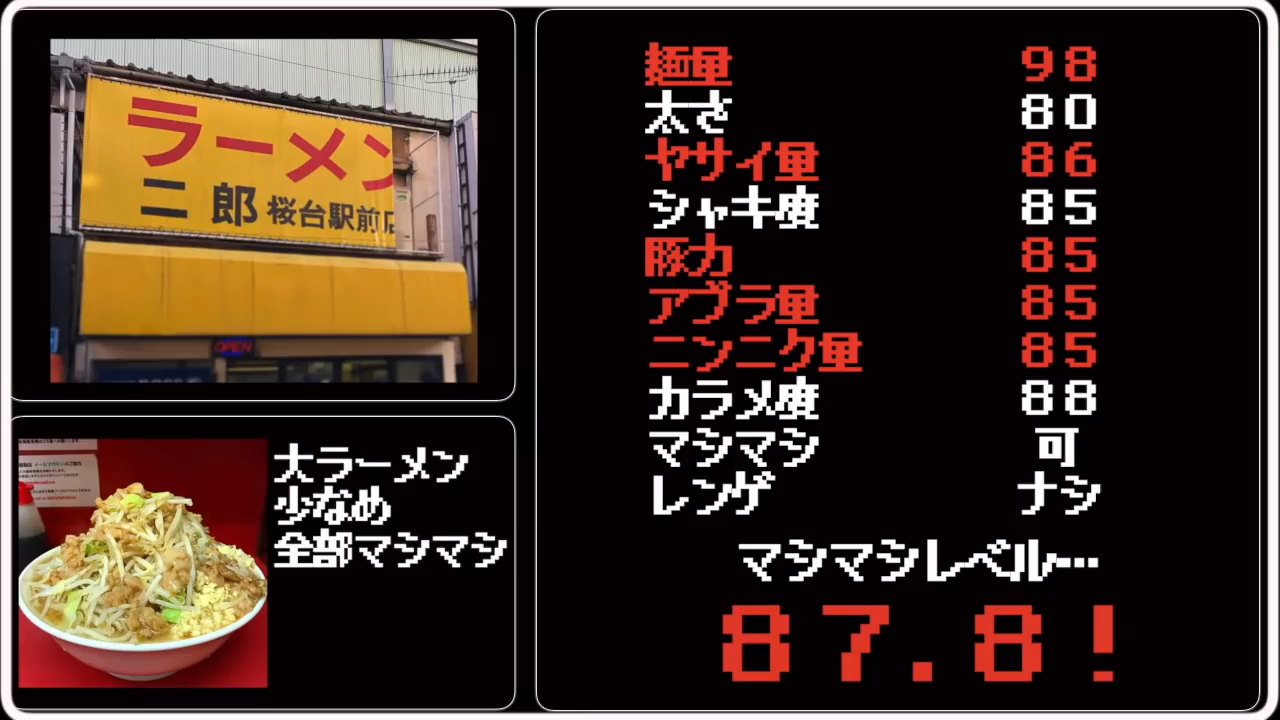 ラーメン
二郎 桜台駅前店
OPEN
大ラーメン
少なめ
全部マシマシ
麺量 98
太さ 80
ヤサイ量 86
シャキ度 85
豚力 85
アブラ量 85
ニンニク量 85
カラメ度 88
マシマシ 可
レンゲ ナシ
マシマシレベル…
87.8!